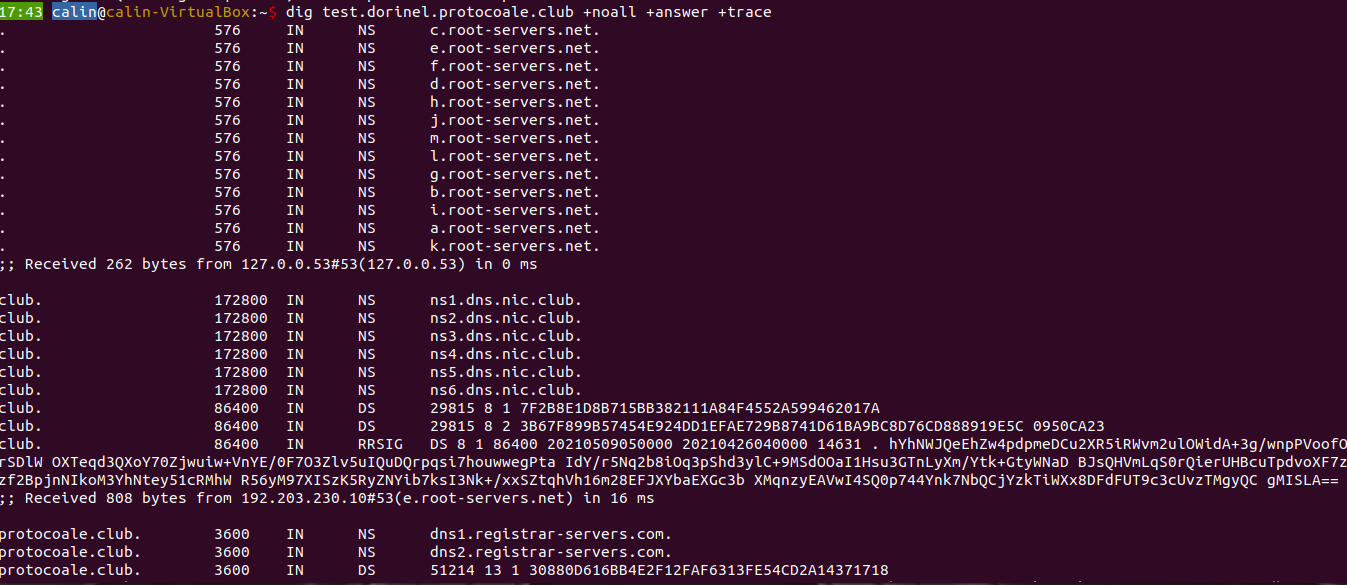 17:43 calin@calin-VirtualBox:~$ dig test.dorinel.protocoale.club +noall +answer +trace
. 576 IN NS c.root-servers.net.
. 576 IN NS e.root-servers.net.
. 576 IN NS f.root-servers.net.
. 576 IN NS d.root-servers.net.
. 576 IN NS h.root-servers.net.
. 576 IN NS j.root-servers.net.
. 576 IN NS m.root-servers.net.
. 576 IN NS l.root-servers.net.
. 576 IN NS g.root-servers.net.
. 576 IN NS b.root-servers.net.
. 576 IN NS i.root-servers.net.
. 576 IN NS a.root-servers.net.
. 576 IN NS k.root-servers.net.
;; Received 262 bytes from 127.0.0.53#53(127.0.0.53) in 0 ms
club. 172800 IN NS ns1.dns.nic.club.
club. 172800 IN NS ns2.dns.nic.club.
club. 172800 IN NS ns3.dns.nic.club.
club. 172800 IN NS ns4.dns.nic.club.
club. 172800 IN NS ns5.dns.nic.club.
club. 172800 IN NS ns6.dns.nic.club.
club. 86400 IN DS 29815 8 1 7F2B8E1D8B715BB382111A84F4552A599462017A
club. 86400 IN DS 29815 8 2 3B67F899B57454E924DD1EFAE729B8741D61BA9BC8D76CD888919E5C 0950CA23
club. 86400 IN RRSIG DS 8 1 86400 20210509050000 20210426040000 14631 . hYhNWJQeEhZw4pdpmeDCu2XR5iRWvm2ulOWidA+3g/wnpPVoofO
rSDlW OXTeqd3QXoY70Zjwuiw+VnYE/0F7O3Zlv5uIQuDQrpqsi7houwwegPta IdY/r5Nq2b8iOq3pShd3ylC+9MSdOOaI1Hsu3GTnLyXm/Ytk+GtyWNaD BJsQHVmLqS0rQierUHBcuTpdvoXF7z
zf2BpjnNIkoM3YhNtey51cRMhW R56yM97XISzK5RyZNYib7ksI3Nk+/xxSZtqhVh16m28EFJXYbaEXGc3b XMqnzyEAVwI4SQ0p744Ynk7NbQCjYzkTiWXx8DFdFUT9c3cUvzTMgyQC gMISLA==
;; Received 808 bytes from 192.203.230.10#53(e.root-servers.net) in 16 ms
protocoale.club. 3600 IN NS dns1.registrar-servers.com.
protocoale.club. 3600 IN NS dns2.registrar-servers.com.
protocoale.club. 3600 IN DS 51214 13 1 30880D616BB4E2F12FAF6313FE54CD2A14371718